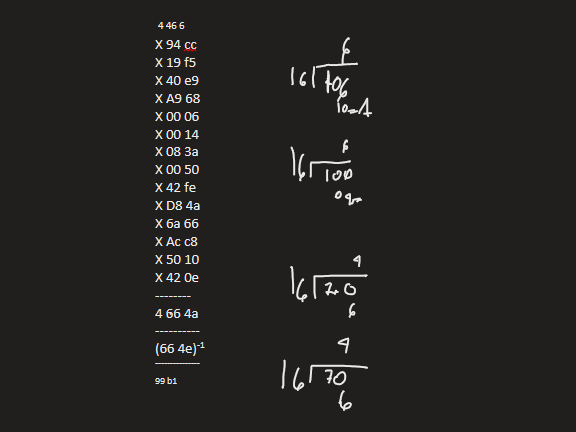 4 46 6
X 94 cc
X 19 f5
X 40 e9
X A9 68
X 00 06
X 00 14
X 08 3a
X 00 50
X 42 fe
X D8 4a
X 6a 66
X Ac c8
X 50 10
X 42 0e
--------
4 66 4a
----------
(66 4e)-1
--------------
99 b1
6
16 106
10=A
6
16 100
4
16 70
6
4
16 70
6